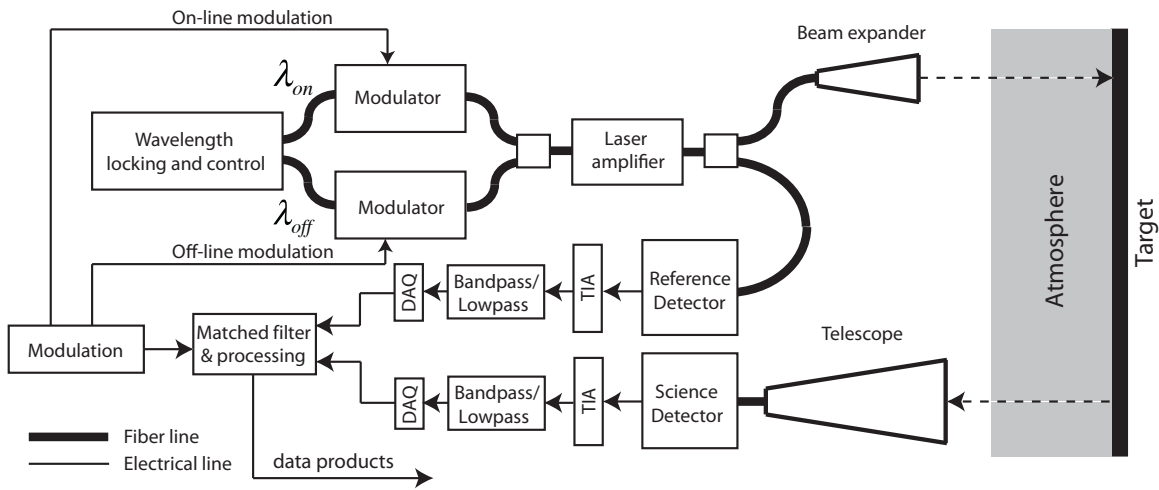 On-line modulation
Beam expander
λon
Modulator
Wavelength
locking and control
Laser
amplifier
λoff
Modulator
Off-line modulation
Atmosphere
Target
DAQ
Bandpass/
Lowpass
TIA
Reference
Detector
Modulation
Matched filter
& processing
Telescope
DAQ
Bandpass/
Lowpass
TIA
Science
Detector
Fiber line
Electrical line
data products